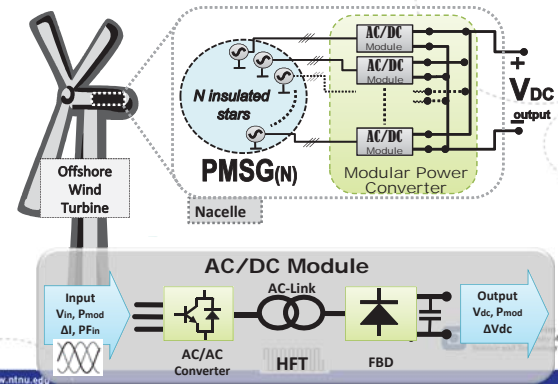 AC/DC
Module
AC/DC
Module
N insulated
stars
AC/DC
Module
+
VDC
output
PMSG(N)
Modular Power
Converter
Offshore
Wind
Turbine
Nacelle
AC/DC Module
Input
Vin, Pmod
ΔI, PFin
AC-Link
Output
Vdc, Pmod
ΔVdc
AC/AC
Converter
HFT
FBD
www.ntnu.edu